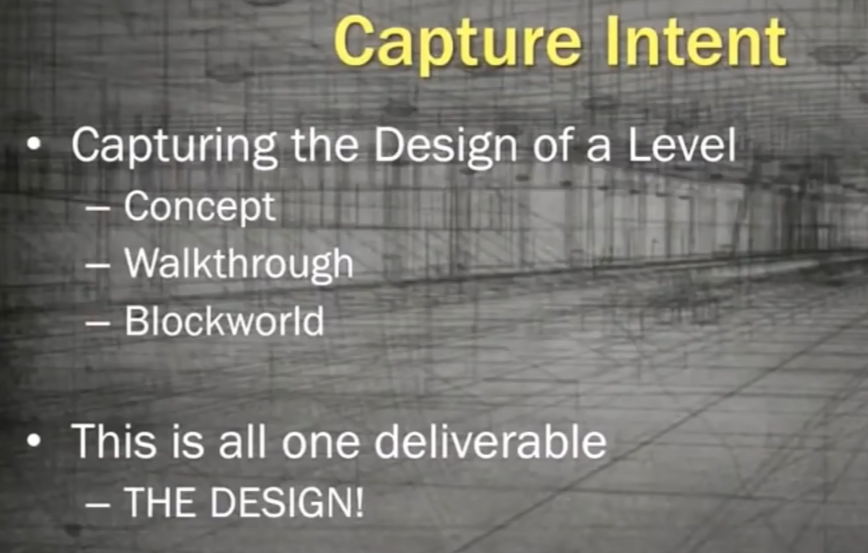 Capture Intent
• Capturing the Design of a Level
– Concept
– Walkthrough
– Blockworld
• This is all one deliverable
– THE DESIGN!